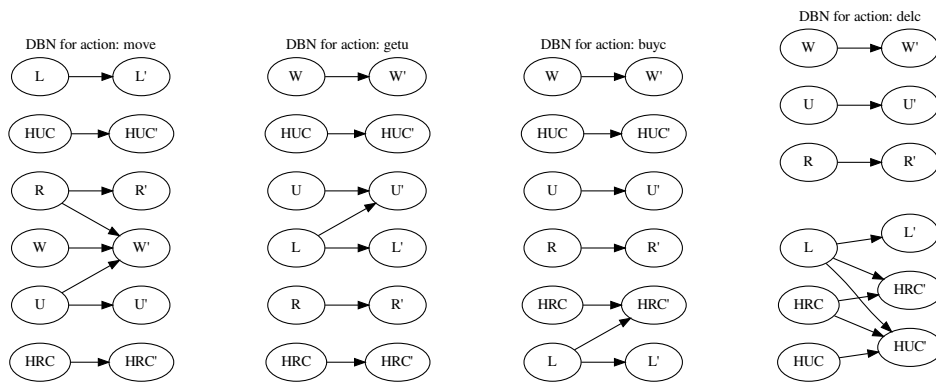 DBN for action: move
L L'
HUC HUC'
R R'
W W'
U U'
HRC HRC'
DBN for action: getu
W W'
HUC HUC'
U U'
L L'
R R'
HRC HRC'
DBN for action: buyc
W W'
HUC HUC'
U U'
R R'
HRC HRC'
L L'
DBN for action: delc
W W'
U U'
R R'
L L'
HRC HRC'
HUC HUC'